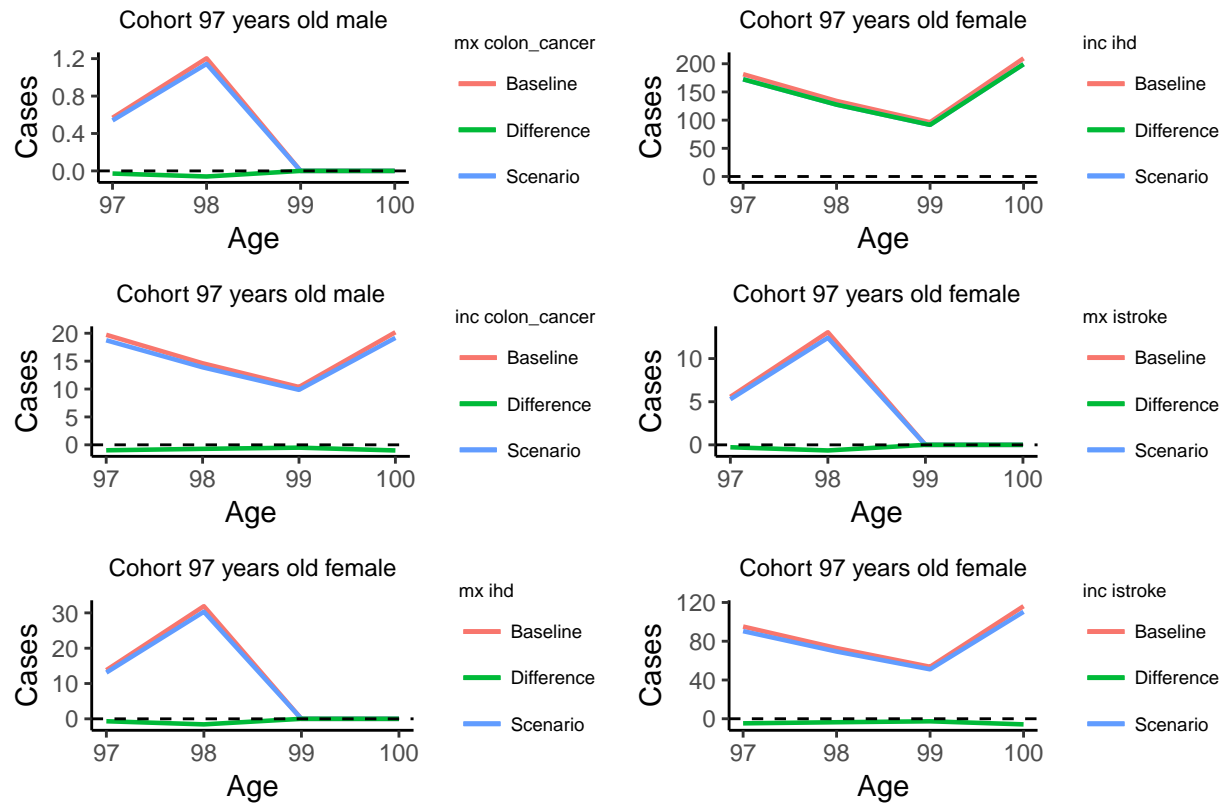 Cohort 97 years old male
mx colon_cancer
Cases
1.2
0.8
0.4
0.0
97 98 99 100
Age
Baseline
Difference
Scenario
Cohort 97 years old female
inc ihd
Cases
200
150
100
50
0
97 98 99 100
Age
Baseline
Difference
Scenario
Cohort 97 years old male
inc colon_cancer
Cases
20
15
10
5
0
97 98 99 100
Age
Baseline
Difference
Scenario
Cohort 97 years old female
mx istroke
Cases
10
5
0
97 98 99 100
Age
Baseline
Difference
Scenario
Cohort 97 years old female
mx ihd
Cases
30
20
10
0
97 98 99 100
Age
Baseline
Difference
Scenario
Cohort 97 years old female
inc istroke
Cases
120
80
40
0
97 98 99 100
Age
Baseline
Difference
Scenario